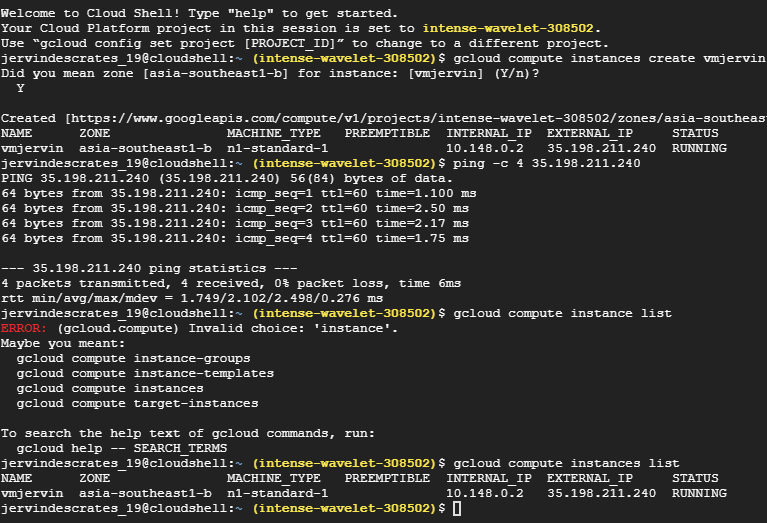 Welcome to Cloud Shell! Type "help" to get started.
Your Cloud Platform project in this session is set to intense-wavelet-308502.
Use “gcloud config set project [PROJECT_ID]” to change to a different project.
jervindescrates_19@cloudshell:~ (intense-wavelet-308502)$ gcloud compute instances create vmjervin
Did you mean zone [asia-southeast1-b] for instance: [vmjervin] (Y/n)?
Y
Created [https://www.googleapis.com/compute/v1/projects/intense-wavelet-308502/zones/asia-southeast
NAME ZONE MACHINE_TYPE PREEMPTIBLE INTERNAL_IP EXTERNAL_IP STATUS
vmjervin asia-southeast1-b n1-standard-1 10.148.0.2 35.198.211.240 RUNNING
jervindescrates_19@cloudshell:~ (intense-wavelet-308502)$ ping -c 4 35.198.211.240
PING 35.198.211.240 (35.198.211.240) 56(84) bytes of data.
64 bytes from 35.198.211.240: icmp_seq=1 ttl=60 time=1.100 ms
64 bytes from 35.198.211.240: icmp_seq=2 ttl=60 time=2.50 ms
64 bytes from 35.198.211.240: icmp_seq=3 ttl=60 time=2.17 ms
64 bytes from 35.198.211.240: icmp_seq=4 ttl=60 time=1.75 ms
--- 35.198.211.240 ping statistics ---
4 packets transmitted, 4 received, 0% packet loss, time 6ms
rtt min/avg/max/mdev = 1.749/2.102/2.498/0.276 ms
jervindescrates_19@cloudshell:~ (intense-wavelet-308502)$ gcloud compute instance list
ERROR: (gcloud.compute) Invalid choice: 'instance'.
Maybe you meant:
gcloud compute instance-groups
gcloud compute instance-templates
gcloud compute instances
gcloud compute target-instances
To search the help text of gcloud commands, run:
gcloud help -- SEARCH_TERMS
jervindescrates_19@cloudshell:~ (intense-wavelet-308502)$ gcloud compute instances list
NAME ZONE MACHINE_TYPE PREEMPTIBLE INTERNAL_IP EXTERNAL_IP STATUS
vmjervin asia-southeast1-b n1-standard-1 10.148.0.2 35.198.211.240 RUNNING
jervindescrates_19@cloudshell:~ (intense-wavelet-308502)$